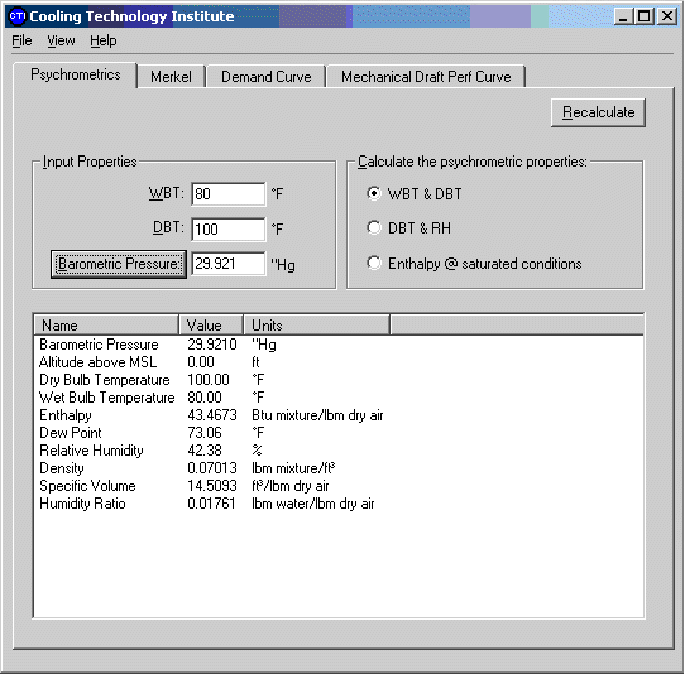 CTI Cooling Technology Institute
File View Help
Psychrometrics Merkel Demand Curve Mechanical Draft Perf Curve
Recalculate
Input Properties
WBT: 80 °F
DBT: 100 °F
Barometric Pressure: 29.921 "Hg
Calculate the psychrometric properties:
WBT & DBT
DBT & RH
Enthalpy @ saturated conditions
Name Value Units
Barometric Pressure 29.9210 "Hg
Altitude above MSL 0.00 ft
Dry Bulb Temperature 100.00 °F
Wet Bulb Temperature 80.00 °F
Enthalpy 43.4673 Btu mixture/lbm dry air
Dew Point 73.06 °F
Relative Humidity 42.38 %
Density 0.07013 lbm mixture/ft³
Specific Volume 14.5093 ft³/lbm dry air
Humidity Ratio 0.01761 lbm water/lbm dry air